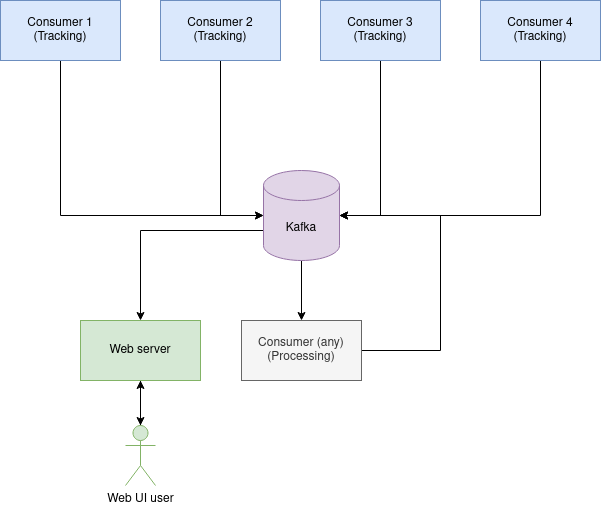 Consumer 1
(Tracking)
Consumer 2
(Tracking)
Consumer 3
(Tracking)
Consumer 4
(Tracking)
Kafka
Web server
Consumer (any)
(Processing)
Web UI user